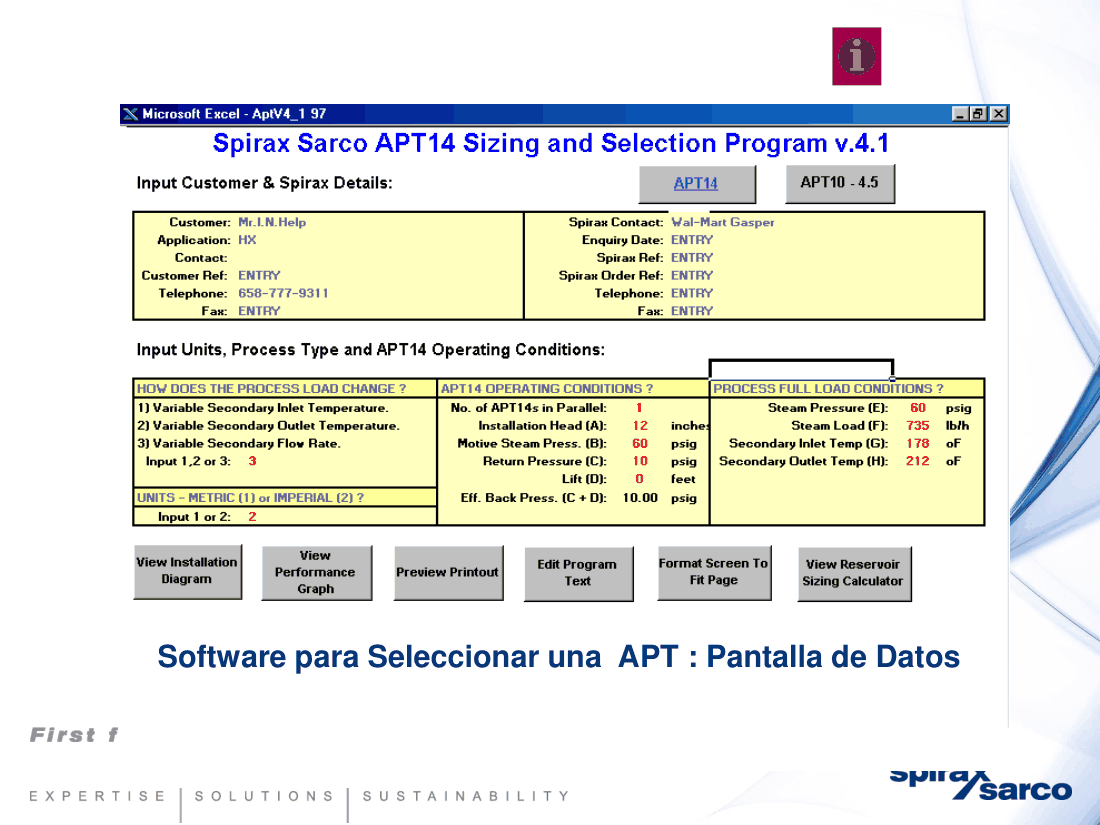 i
Microsoft Excel - AptV4_1 97
Spirax Sarco APT14 Sizing and Selection Program v.4.1
Input Customer & Spirax Details:
APT14
APT10 - 4.5
Customer: Mr.I.N.Help
Application: HX
Contact:
Customer Ref: ENTRY
Telephone: 658-777-9311
Fax: ENTRY
Spirax Contact: Wal-Mart Gasper
Enquiry Date: ENTRY
Spirax Ref: ENTRY
Spirax Order Ref: ENTRY
Telephone: ENTRY
Fax: ENTRY
Input Units, Process Type and APT14 Operating Conditions:
HOW DOES THE PROCESS LOAD CHANGE ?
1) Variable Secondary Inlet Temperature.
2) Variable Secondary Outlet Temperature.
3) Variable Secondary Flow Rate.
Input 1,2 or 3: 3
UNITS - METRIC (1) or IMPERIAL (2) ?
Input 1 or 2: 2
APT14 OPERATING CONDITIONS ?
No. of APT14s in Parallel: 1
Installation Head (A): 12 inches
Motive Steam Press. (B): 60 psig
Return Pressure (C): 10 psig
Lift (D): 0 feet
Eff. Back Press. (C + D): 10.00 psig
PROCESS FULL LOAD CONDITIONS ?
Steam Pressure (E): 60 psig
Steam Load (F): 735 lb/h
Secondary Inlet Temp (G): 178 oF
Secondary Outlet Temp (H): 212 oF
View Installation
Diagram
View
Performance
Graph
Preview Printout
Edit Program
Text
Format Screen To
Fit Page
View Reservoir
Sizing Calculator
Software para Seleccionar una APT : Pantalla de Datos
First f
EXPERTISE SOLUTIONS SUSTAINABILITY
spirax
sarco